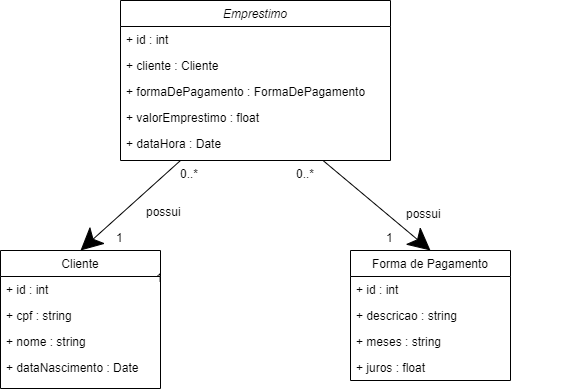 Emprestimo
+ id : int
+ cliente : Cliente
+ formaDePagamento : FormaDePagamento
+ valorEmprestimo : float
+ dataHora : Date
0..*
0..*
possui
possui
1
1
Cliente
+ id : int
+ cpf : string
+ nome : string
+ dataNascimento : Date
Forma de Pagamento
+ id : int
+ descricao : string
+ meses : string
+ juros : float